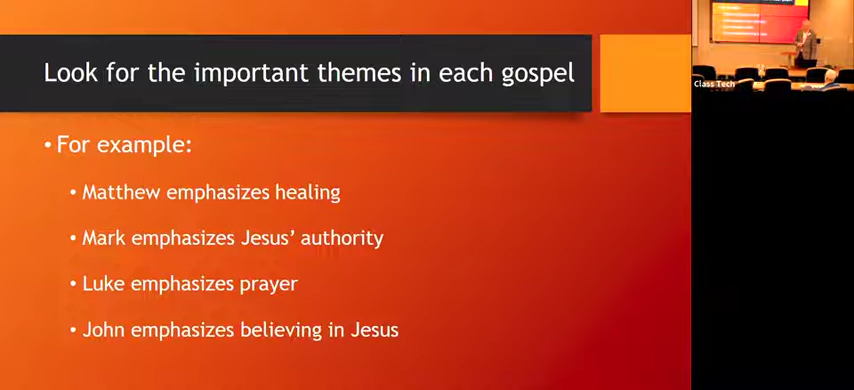 Look for the important themes in each gospel
• For example:
• Matthew emphasizes healing
• Mark emphasizes Jesus’ authority
• Luke emphasizes prayer
• John emphasizes believing in Jesus
Class Tech